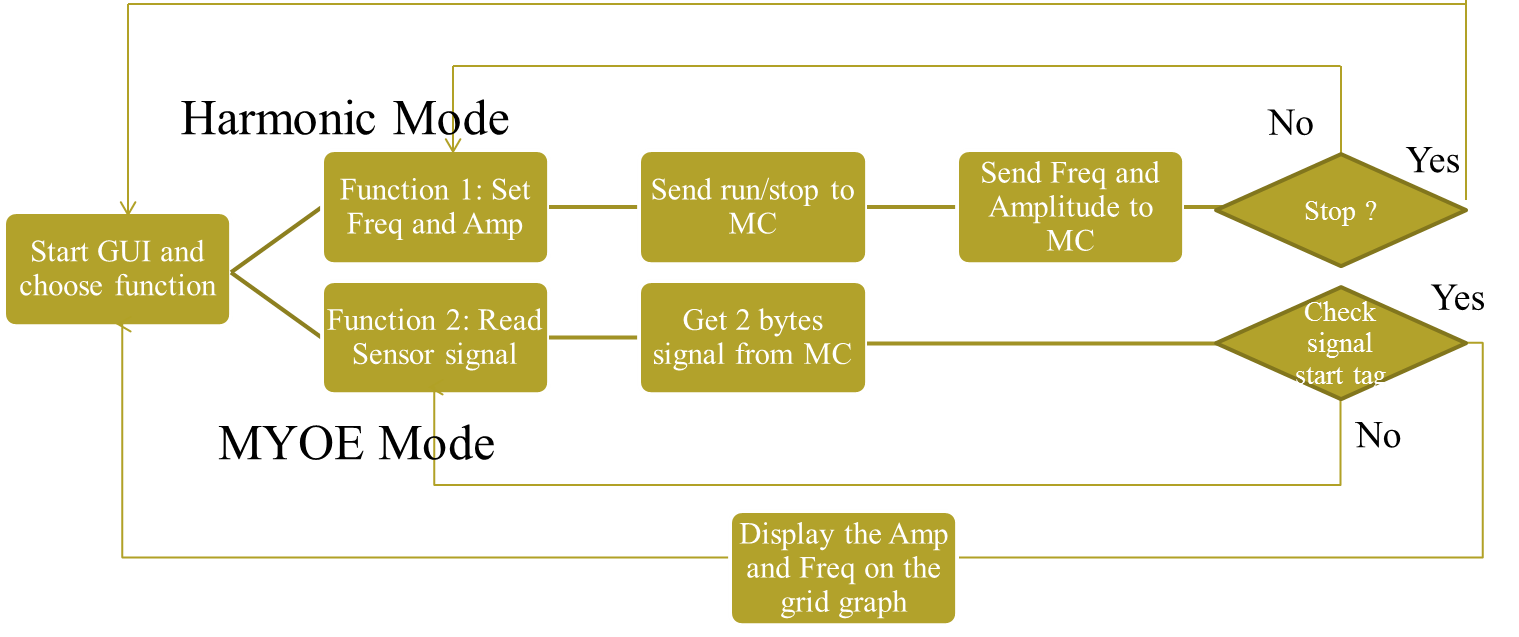 Harmonic Mode
No
Yes
Function 1: Set
Freq and Amp
Send run/stop to
MC
Send Freq and
Amplitude to
MC
Stop ?
Start GUI and
choose function
Function 2: Read
Sensor signal
Get 2 bytes
signal from MC
Check
signal
start tag
Yes
MYOE Mode
No
Display the Amp
and Freq on the
grid graph